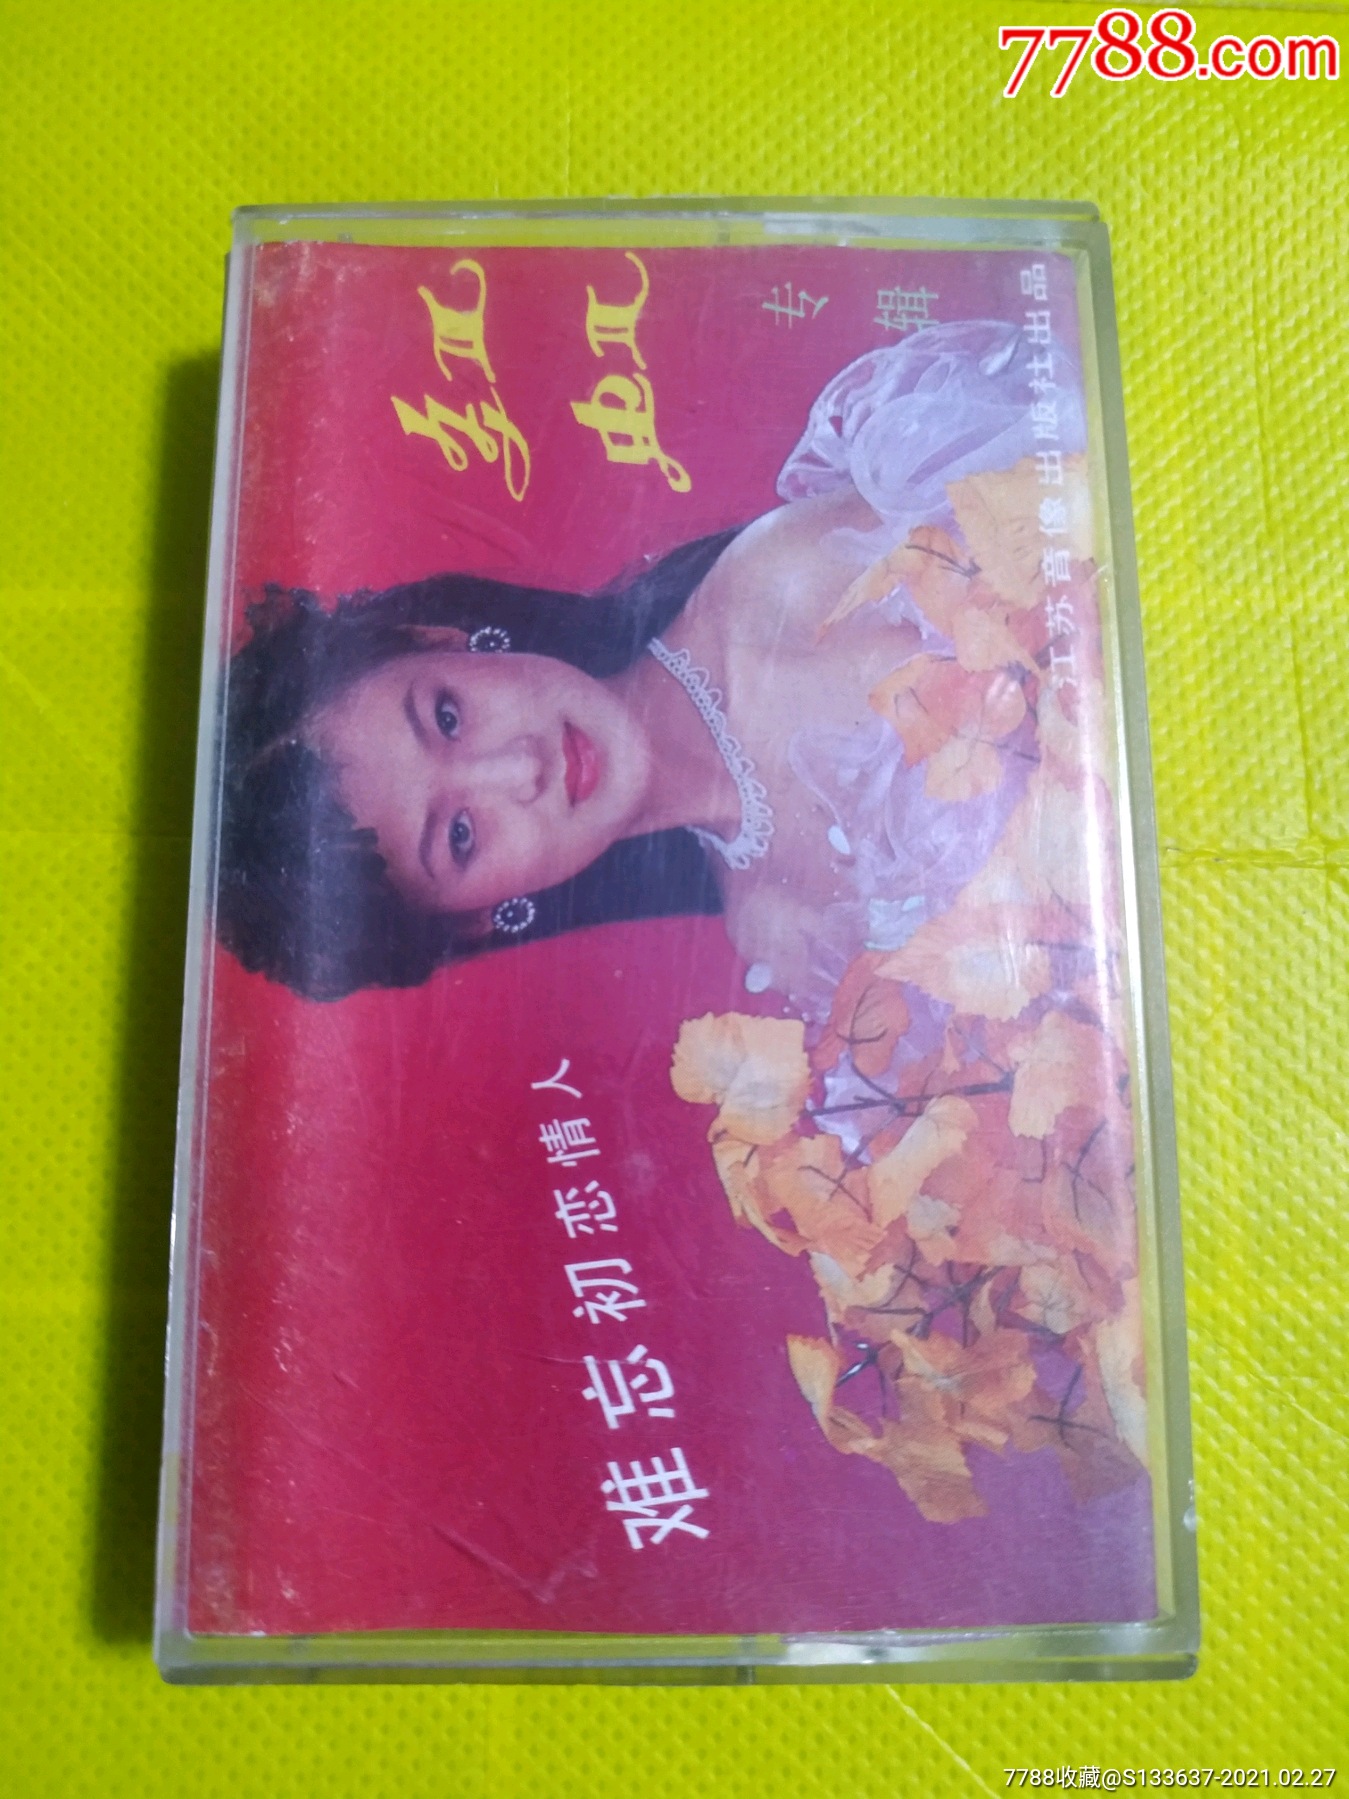 7788.com
红
虹
专
辑
难忘初恋情人
江苏音像出版社出品
7788收藏@S133637-2021.02.27